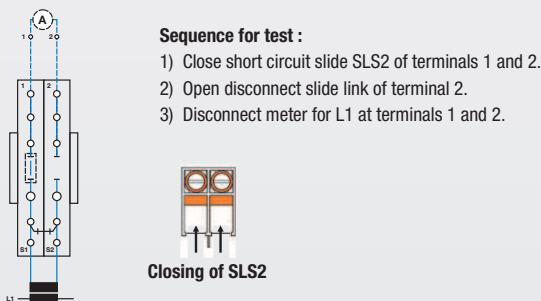 A
1 2
Sequence for test :
1) Close short circuit slide SLS2 of terminals 1 and 2.
2) Open disconnect slide link of terminal 2.
3) Disconnect meter for L1 at terminals 1 and 2.
1 2
S1 S2
Closing of SLS2
L1